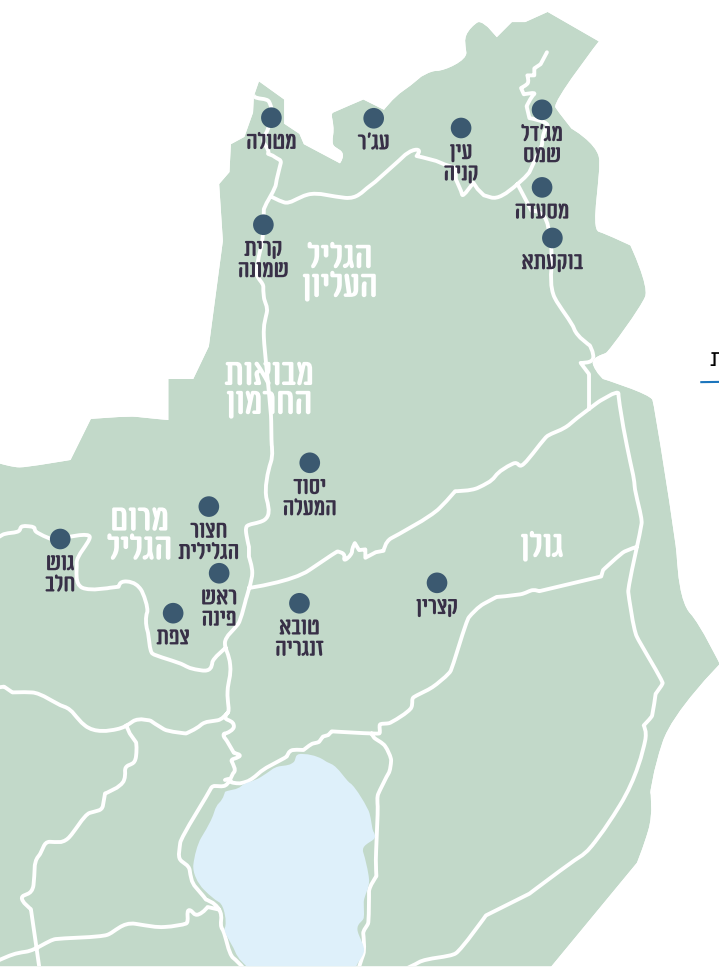 מטולה
עג'ר
עין
קניה
מג'דל
שמס
מסעדה
בוקעתא
קרית
שמונה
הגליל
העליון
ת
מבואות
החרמון
יסוד
המעלה
מרום
הגליל
חצור
הגלילית
גולן
גוש
חלב
ראש
פינה
קצרין
צפת
טובא
זנגריה